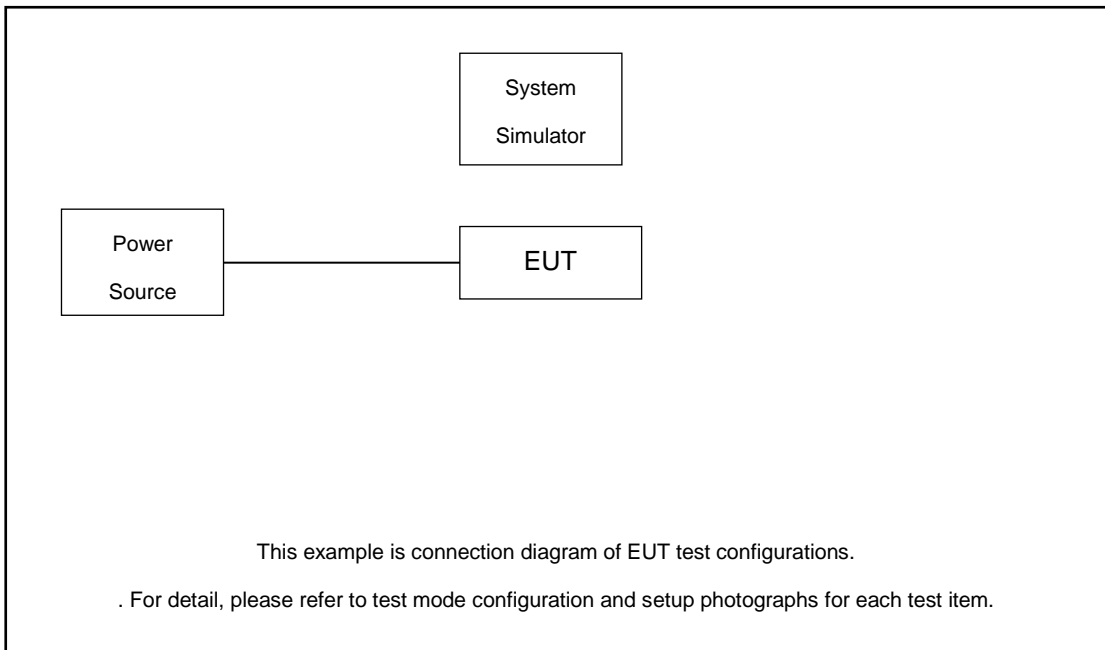 System
Simulator
Power
Source
EUT
This example is connection diagram of EUT test configurations.
. For detail, please refer to test mode configuration and setup photographs for each test item.